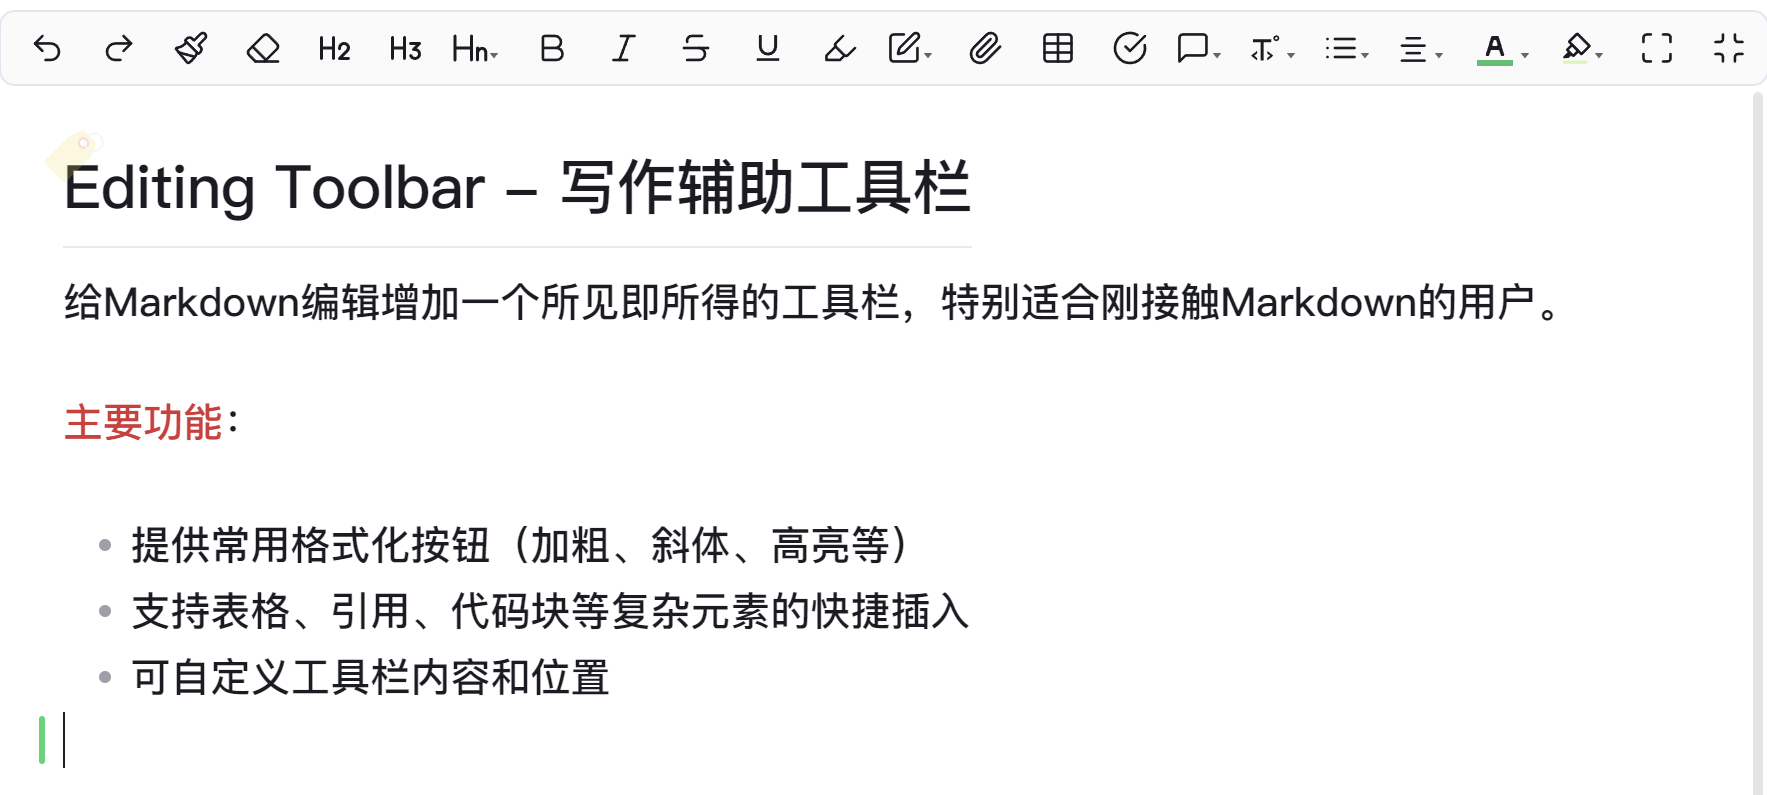 H2 H3 Hn B I S U T A
Editing Toolbar – 写作辅助工具栏
给Markdown编辑增加一个所见即所得的工具栏，特别适合刚接触Markdown的用户。
主要功能：
提供常用格式化按钮（加粗、斜体、高亮等）
支持表格、引用、代码块等复杂元素的快捷插入
可自定义工具栏内容和位置